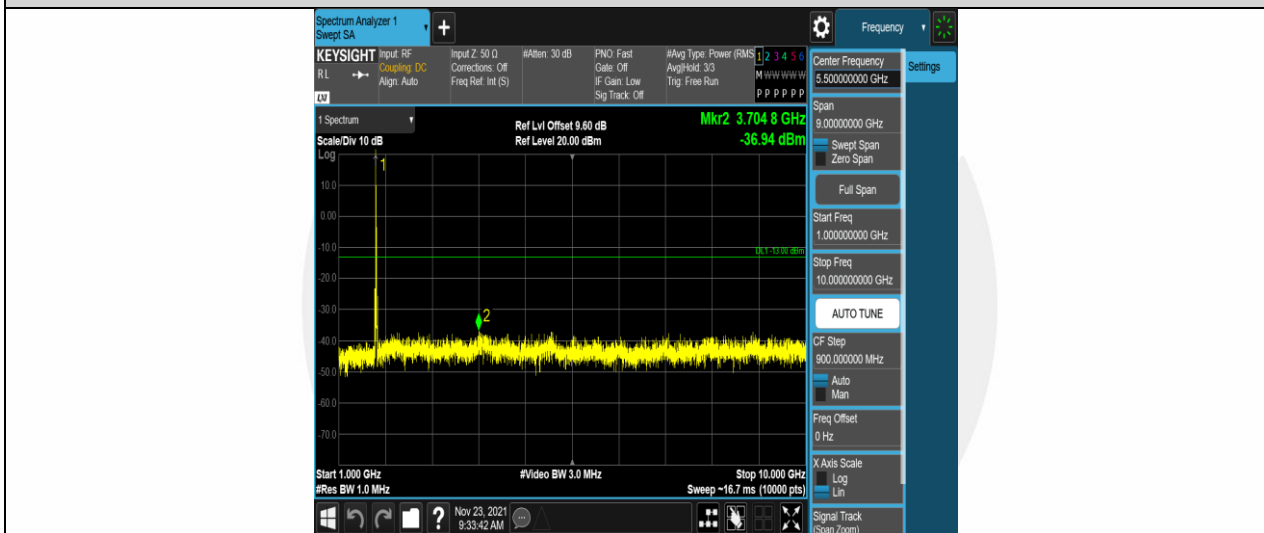 Spectrum Analyzer 1
Swept SA
Frequency
KEYSIGHT
RL
LXI
Input: RF
Coupling: DC
Align: Auto
Input Z: 50 Ω
Corrections: Off
Freq Ref: Int (S)
#Atten: 30 dB
PNO: Fast
Gate: Off
IF Gain: Low
Sig Track: Off
#Avg Type: Power (RMS
Avg|Hold: 3/3
Trig: Free Run
1 2 3 4 5 6
M W W W W W
P P P P P P
1 Spectrum
Scale/Div 10 dB
Ref Lvl Offset 9.60 dB
Ref Level 20.00 dBm
Mkr2 3.704 8 GHz
-36.94 dBm
Log
1
10.0
0.00
-10.0
DL1 -13.00 dBm
-20.0
-30.0
2
-40.0
-50.0
-60.0
-70.0
Start 1.000 GHz
#Video BW 3.0 MHz
Stop 10.000 GHz
#Res BW 1.0 MHz
Sweep ~16.7 ms (10000 pts)
?
Nov 23, 2021
9:33:42 AM
Center Frequency
5.500000000 GHz
Settings
Span
9.00000000 GHz
Swept Span
Zero Span
Full Span
Start Freq
1.000000000 GHz
Stop Freq
10.000000000 GHz
AUTO TUNE
CF Step
900.000000 MHz
Auto
Man
Freq Offset
0 Hz
X Axis Scale
Log
Lin
Signal Track
(Span Zoom)